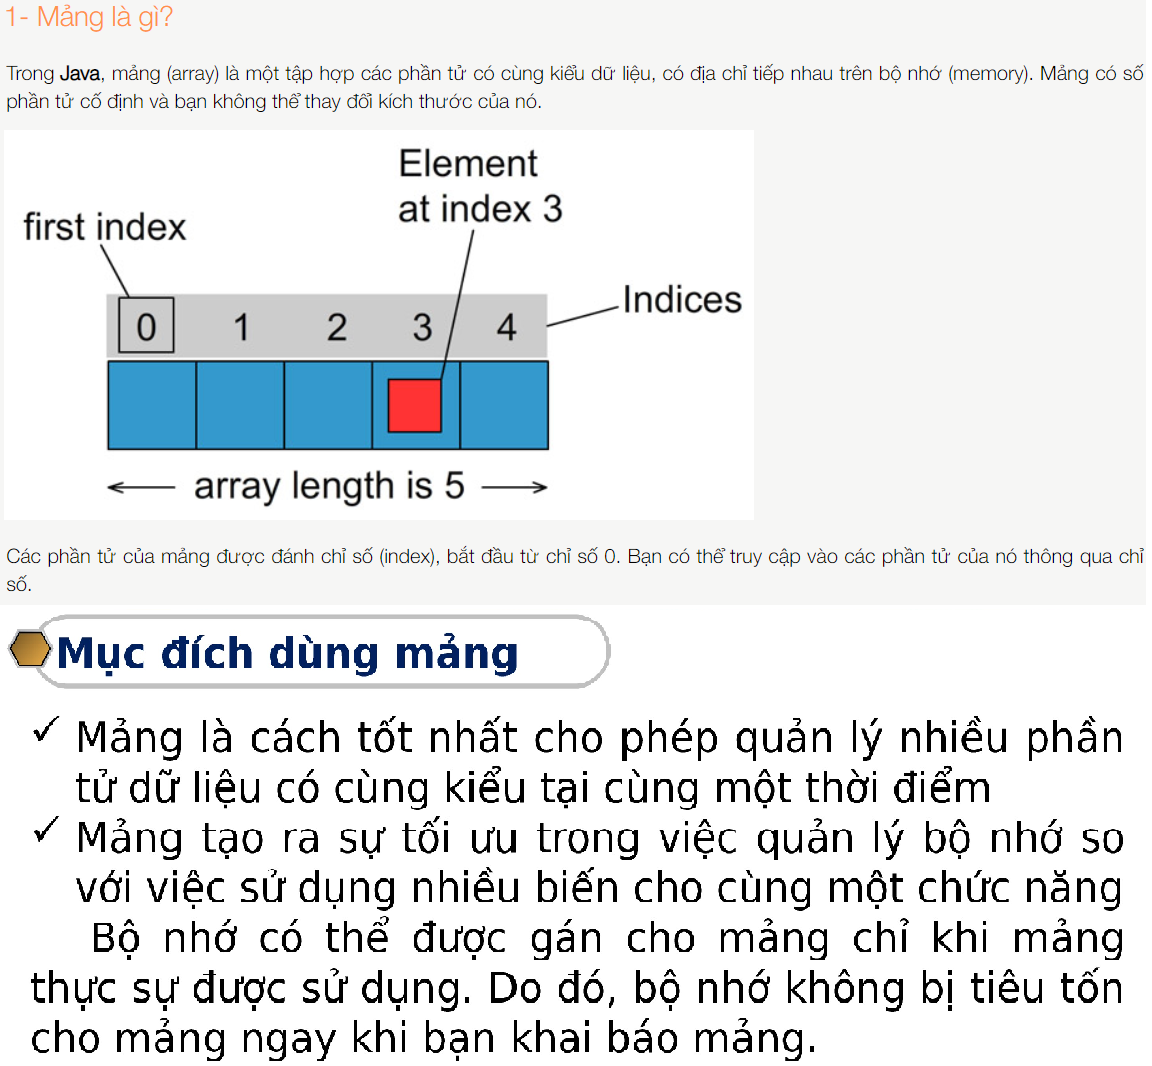 1- Mảng là gì?
Trong Java, mảng (array) là một tập hợp các phần tử có cùng kiểu dữ liệu, có địa chỉ tiếp nhau trên bộ nhớ (memory). Mảng có số
phần tử cố định và bạn không thể thay đổi kích thước của nó.
Element
at index 3
first index
Indices
0 1 2 3 4
array length is 5
Các phần tử của mảng được đánh chỉ số (index), bắt đầu từ chỉ số 0. Bạn có thể truy cập vào các phần tử của nó thông qua chỉ
số.
Mục đích dùng mảng
✓ Mảng là cách tốt nhất cho phép quản lý nhiều phần
tử dữ liệu có cùng kiểu tại cùng một thời điểm
✓ Mảng tạo ra sự tối ưu trong việc quản lý bộ nhớ so
với việc sử dụng nhiều biến cho cùng một chức năng
Bộ nhớ có thể được gán cho mảng chỉ khi mảng
thực sự được sử dụng. Do đó, bộ nhớ không bị tiêu tốn
cho mảng ngay khi bạn khai báo mảng.